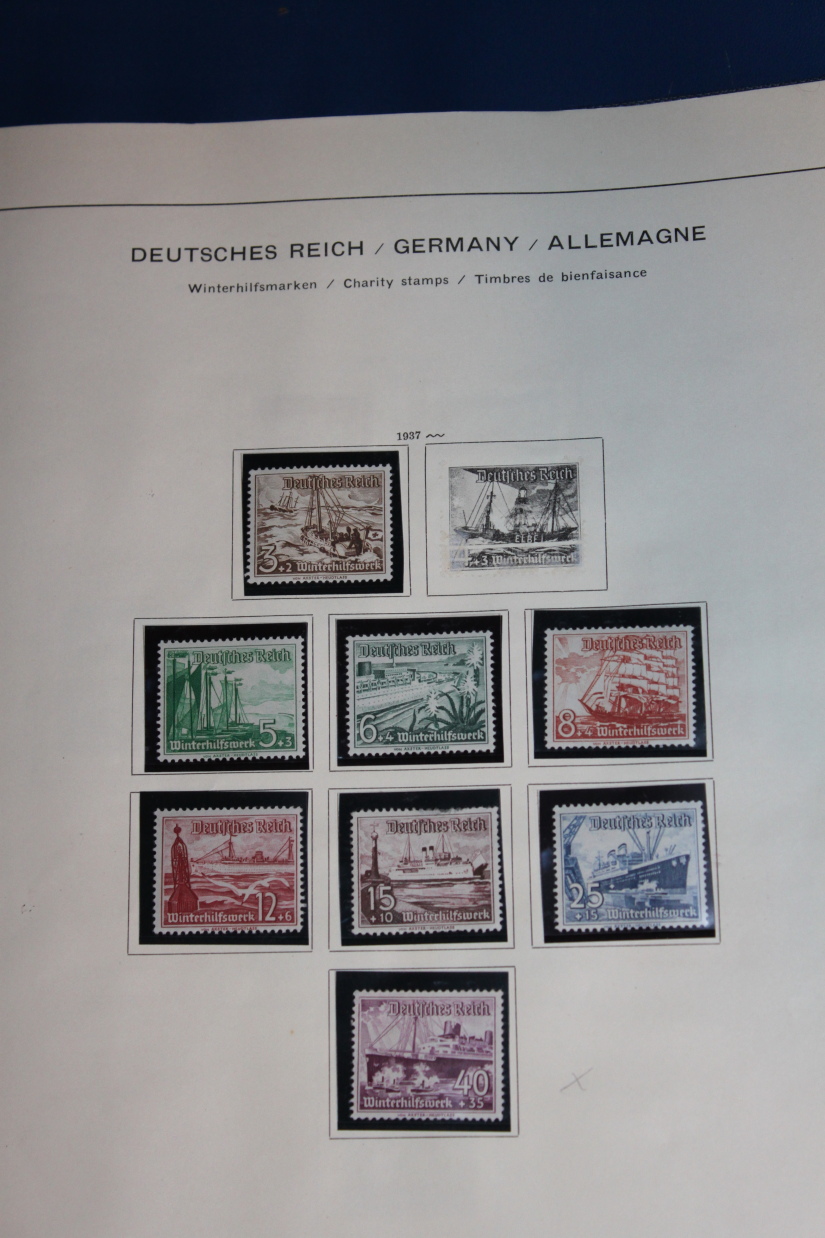 DEUTSCHES REICH / GERMANY / ALLEMAGNE
Winterhilfsmarken / Charity stamps / Timbres de bienfaisance
1937
Deutsches Reich
3+2 Winterhilfswerk
Deutsches Reich
ELBE 1
+3 Winterhilfswerk
Deutsches Reich
Winterhilfswerk 5+3
Deutsches Reich
6+4 Winterhilfswerk
Deutsches Reich
8+4 Winterhilfswerk
Deutsches Reich
Winterhilfswerk 12+6
Deutsches Reich
15
+10 Winterhilfswerk
Deutsches Reich
25
+15 Winterhilfswerk
Deutsches Reich
40
Winterhilfswerk +35